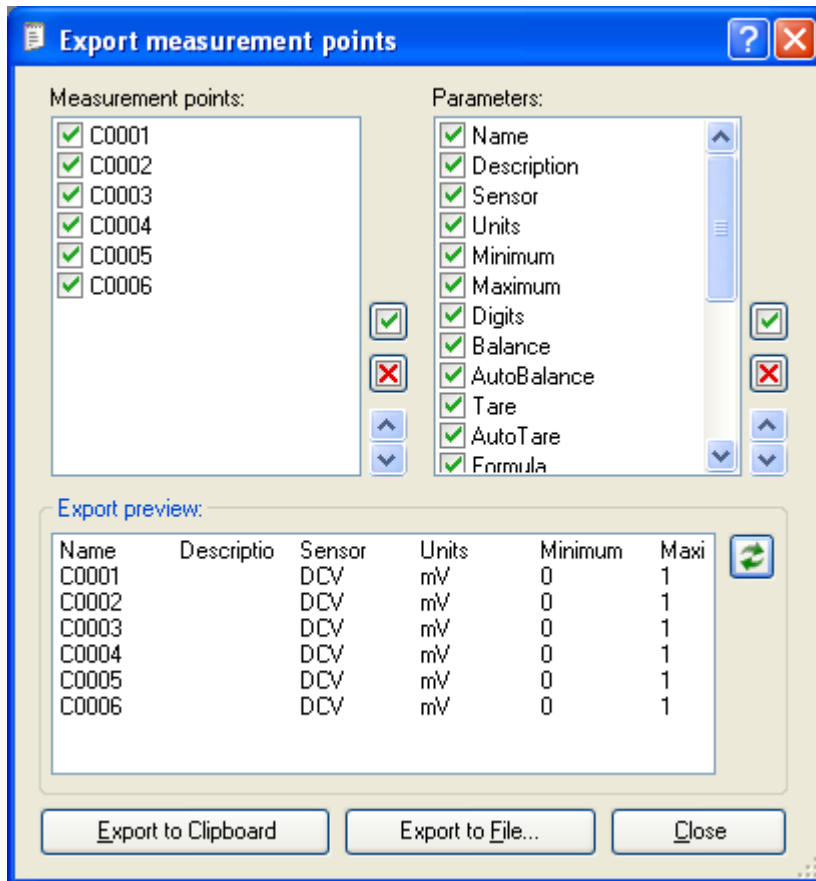 Export measurement points
Measurement points:
C0001
C0002
C0003
C0004
C0005
C0006
Parameters:
Name
Description
Sensor
Units
Minimum
Maximum
Digits
Balance
AutoBalance
Tare
AutoTare
Formula
Export preview:
Name Descriptio Sensor Units Minimum Maxi
C0001 DCV mV 0 1
C0002 DCV mV 0 1
C0003 DCV mV 0 1
C0004 DCV mV 0 1
C0005 DCV mV 0 1
C0006 DCV mV 0 1
Export to Clipboard Export to File... Close